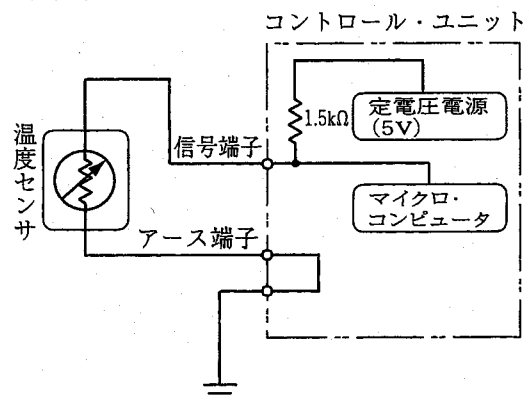 コントロール・ユニット
1.5kΩ
定電圧電源
(5V)
温度センサ
信号端子
マイクロ・
コンピュータ
アース端子